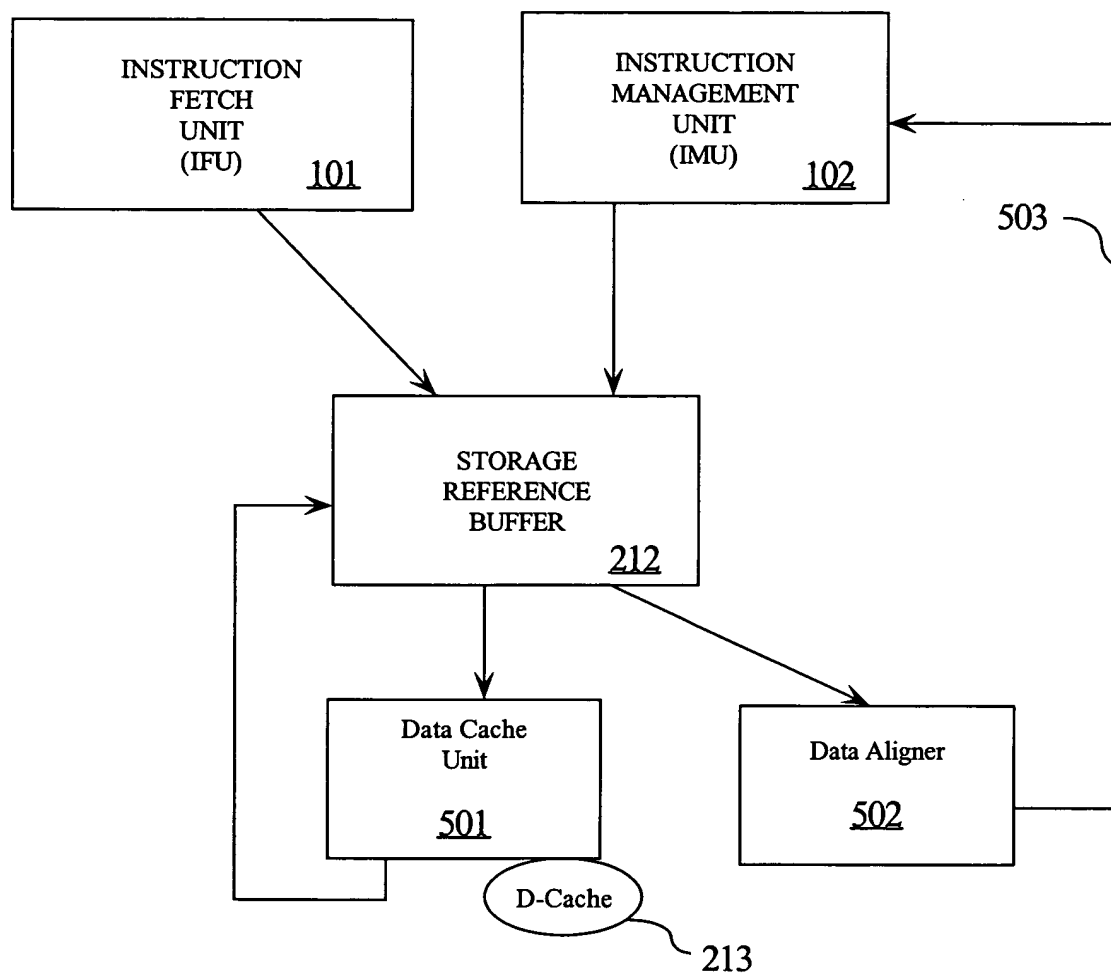 INSTRUCTION
FETCH
UNIT
(IFU)
101
INSTRUCTION
MANAGEMENT
UNIT
(IMU)
102
503
STORAGE
REFERENCE
BUFFER
212
Data Cache
Unit
501
Data Aligner
502
D-Cache
213